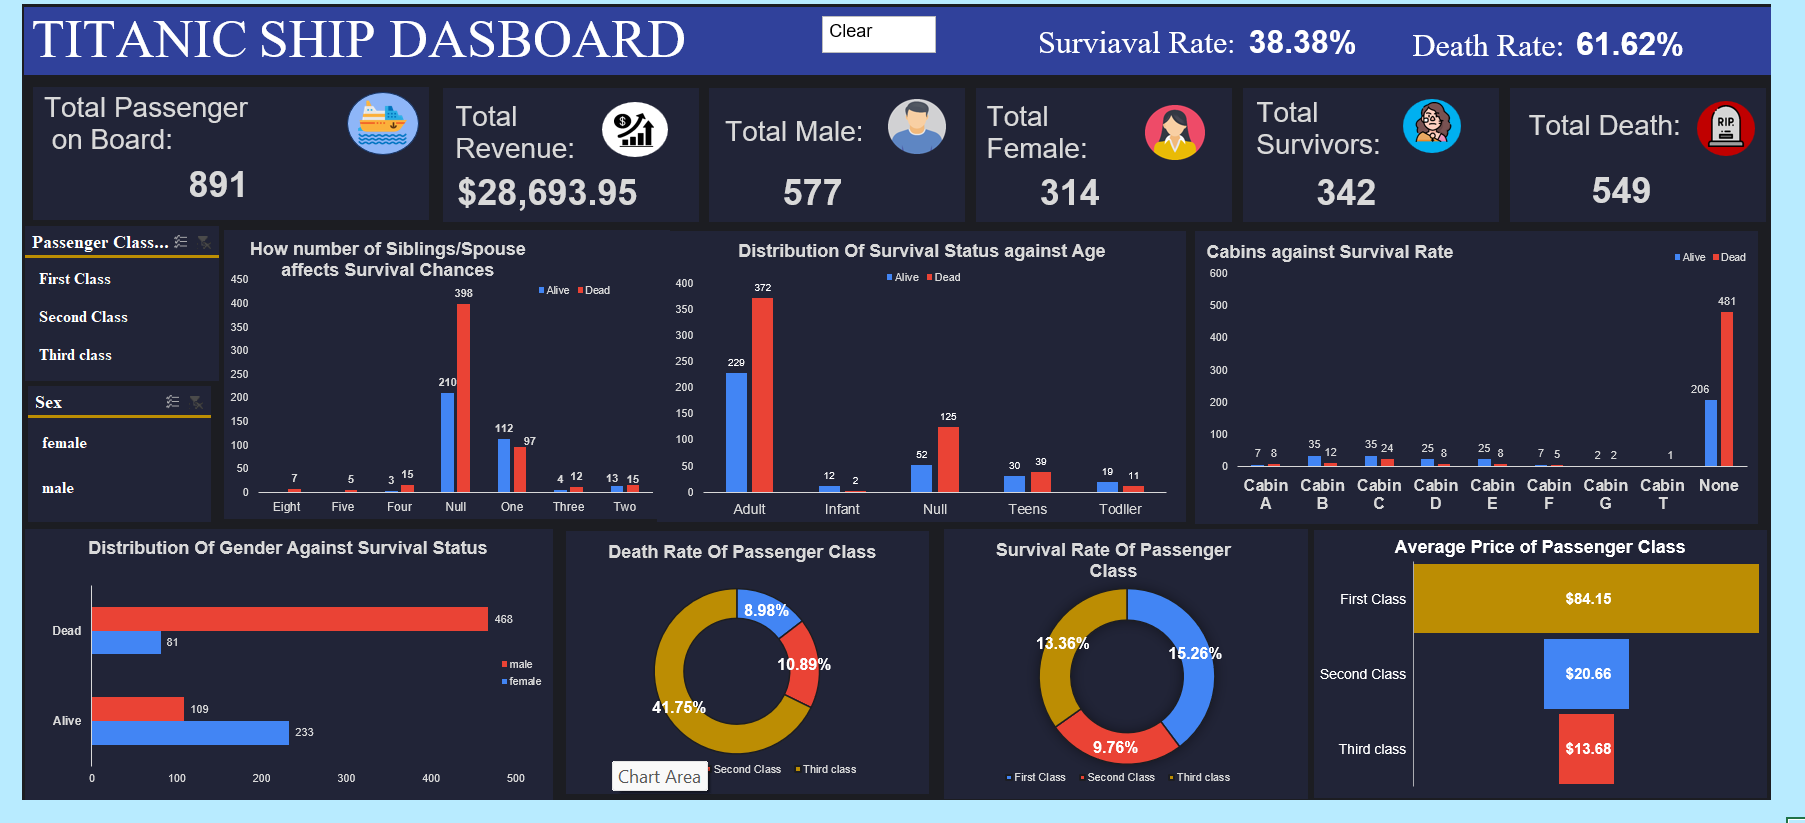 TITANIC SHIP DASBOARD
Clear
Surviaval Rate: 38.38%
Death Rate: 61.62%
Total Passenger
on Board:
891
Total
Revenue:
$28,693.95
Total Male:
577
Total
Female:
314
Total
Survivors:
342
Total Death:
R.I.P.
549
Passenger Class...
First Class
Second Class
Third class
Sex
female
male
How number of Siblings/Spouse
affects Survival Chances
Alive Dead
450
400
350
300
250
200
150
100
50
0
7
5
3 15
210 398
112 97
4 12
13 15
Eight Five Four Null One Three Two
Distribution Of Survival Status against Age
Alive Dead
400
350
300
250
200
150
100
50
0
229 372
12 2
52 125
30 39
19 11
Adult Infant Null Teens Todller
Cabins against Survival Rate
Alive Dead
600
500
400
300
200
100
0
7 8
35 12
35 24
25 8
25 8
7 5
2 2
1
206 481
Cabin Cabin Cabin Cabin Cabin Cabin Cabin Cabin None
A B C D E F G T
Distribution Of Gender Against Survival Status
Dead
468
81
male
female
Alive
109
233
0 100 200 300 400 500
Death Rate Of Passenger Class
8.98%
10.89%
41.75%
Chart Area
Second Class Third class
Survival Rate Of Passenger
Class
13.36%
15.26%
9.76%
First Class Second Class Third class
Average Price of Passenger Class
First Class $84.15
Second Class $20.66
Third class $13.68